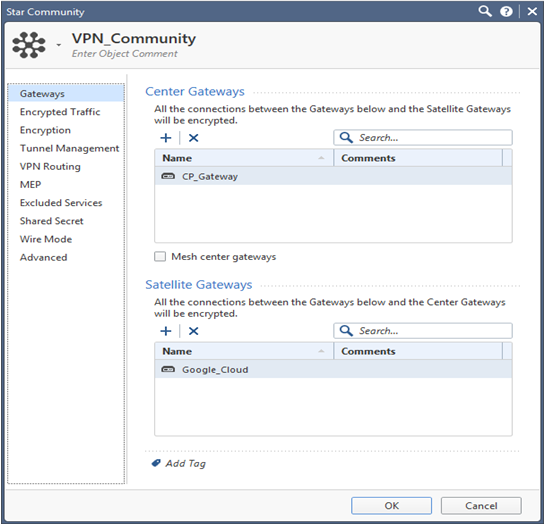 Star Community
VPN_Community
Enter Object Comment
Gateways
Encrypted Traffic
Encryption
Tunnel Management
VPN Routing
MEP
Excluded Services
Shared Secret
Wire Mode
Advanced
Center Gateways
All the connections between the Gateways below and the Satellite Gateways
will be encrypted.
Search...
Name Comments
CP_Gateway
Mesh center gateways
Satellite Gateways
All the connections between the Gateways below and the Center Gateways
will be encrypted.
Search...
Name Comments
Google_Cloud
Add Tag
OK Cancel